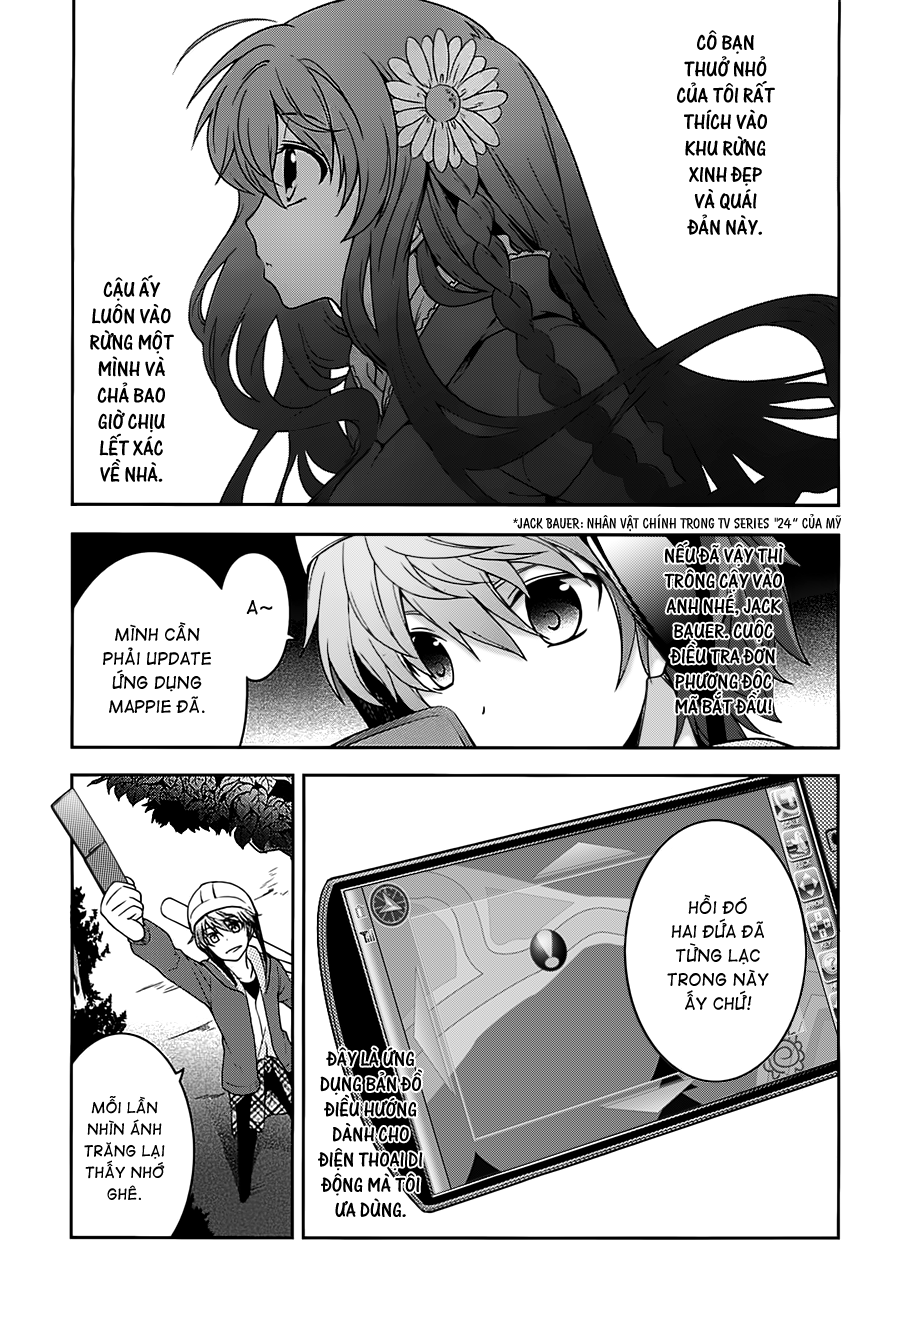 CÔ BẠN
THUỞ NHỎ
CỦA TÔI RẤT
THÍCH VÀO
KHU RỪNG
XINH ĐẸP
VÀ QUÁI
ĐẢN NÀY.
CẬU ẤY
LUÔN VÀO
RỪNG MỘT
MÌNH VÀ
CHẢ BAO
GIỜ CHỊU
LẾT XÁC
VỀ NHÀ.
*JACK BAUER: NHÂN VẬT CHÍNH TRONG TV SERIES "24" CỦA MỸ
NẾU ĐÃ VẬY THÌ
TRÔNG CẬY VÀO
ANH NHÉ, JACK
BAUER. CUỘC
ĐIỀU TRA ĐƠN
PHƯƠNG ĐỘC
MÃ BẮT ĐẦU!
A~
MÌNH CẦN
PHẢI UPDATE
ỨNG DỤNG
MAPPIE ĐÃ.
HỒI ĐÓ
HAI ĐỨA ĐÃ
TỪNG LẠC
TRONG NÀY
ẤY CHỨ!
ĐÂY LÀ ỨNG
DỤNG BẢN ĐỒ
ĐIỀU HƯỚNG
DÀNH CHO
ĐIỆN THOẠI DI
ĐỘNG MÀ TÔI
ƯA DÙNG.
MỖI LẦN
NHÌN ÁNH
TRĂNG LẠI
THẤY NHỚ
GHÊ.